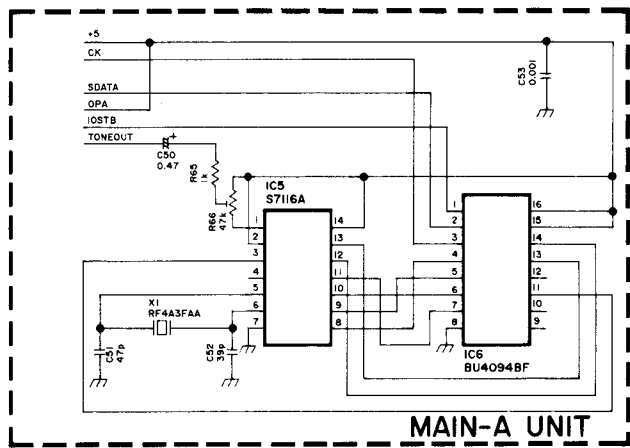 +5
CK
SDATA
OPA
IOSTB
TONEOUT
C50
0.47
+
R65
1k
R66
47k
C53
0.001
IC5
S7116A
1
2
3
4
5
6
7
14
13
12
11
10
9
8
X1
RF4A3FAA
C51
47p
C52
39p
1
2
3
4
5
6
7
8
16
15
14
13
12
11
10
9
IC6
BU4094BF
MAIN-A UNIT